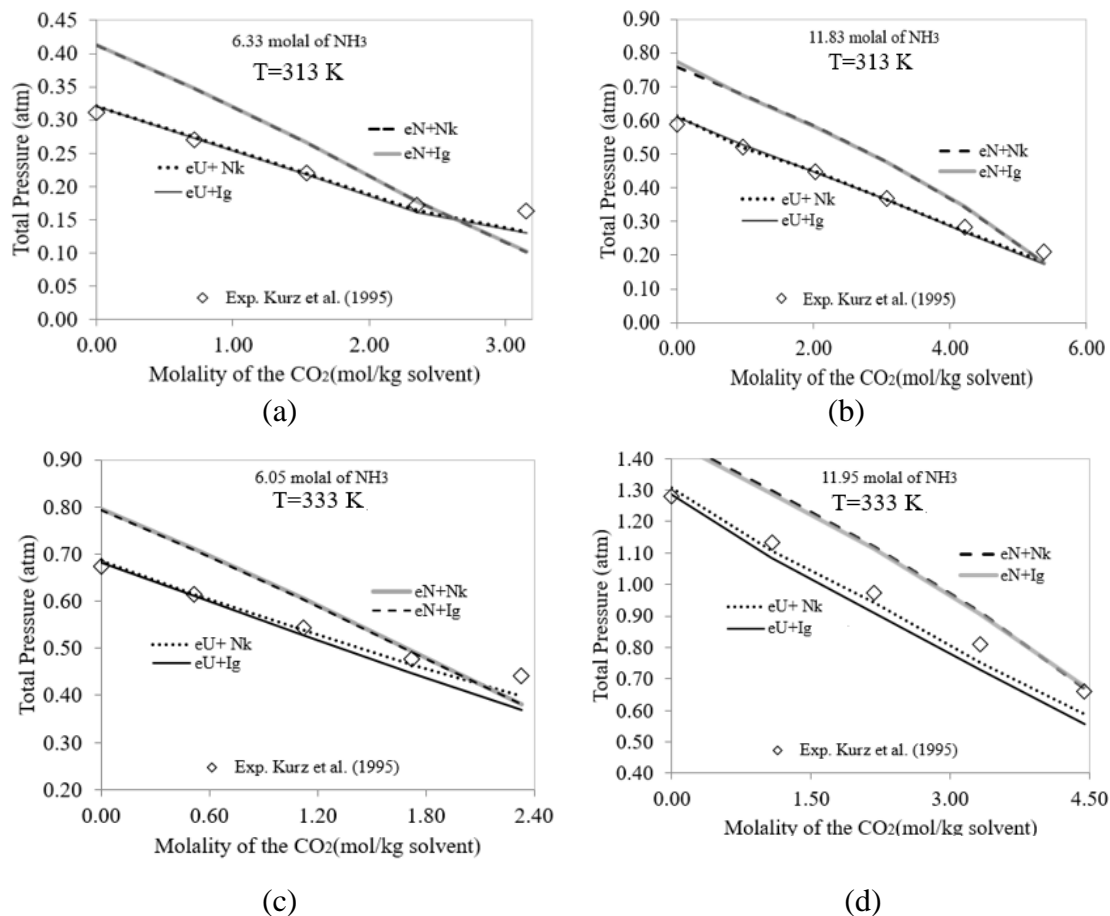 6.33 molal of NH3
T=313 K
eN+Nk
eN+Ig
eU+ Nk
eU+Ig
Exp. Kurz et al. (1995)
Total Pressure (atm)
0.45
0.40
0.35
0.30
0.25
0.20
0.15
0.10
0.05
0.00
0.00 1.00 2.00 3.00
Molality of the CO2(mol/kg solvent)
(a)
11.83 molal of NH3
T=313 K
eN+Nk
eN+Ig
eU+ Nk
eU+Ig
Exp. Kurz et al. (1995)
Total Pressure (atm)
0.90
0.80
0.70
0.60
0.50
0.40
0.30
0.20
0.10
0.00
0.00 2.00 4.00 6.00
Molality of the CO2(mol/kg solvent)
(b)
6.05 molal of NH3
T=333 K
eN+Nk
eN+Ig
eU+ Nk
eU+Ig
Exp. Kurz et al. (1995)
Total Pressure (atm)
0.90
0.80
0.70
0.60
0.50
0.40
0.30
0.20
0.00 0.60 1.20 1.80 2.40
Molality of the CO2(mol/kg solvent)
(c)
11.95 molal of NH3
T=333 K
eN+Nk
eN+Ig
eU+ Nk
eU+Ig
Exp. Kurz et al. (1995)
Total Pressure (atm)
1.40
1.30
1.20
1.10
1.00
0.90
0.80
0.70
0.60
0.50
0.40
0.00 1.50 3.00 4.50
Molality of the CO2(mol/kg solvent)
(d)